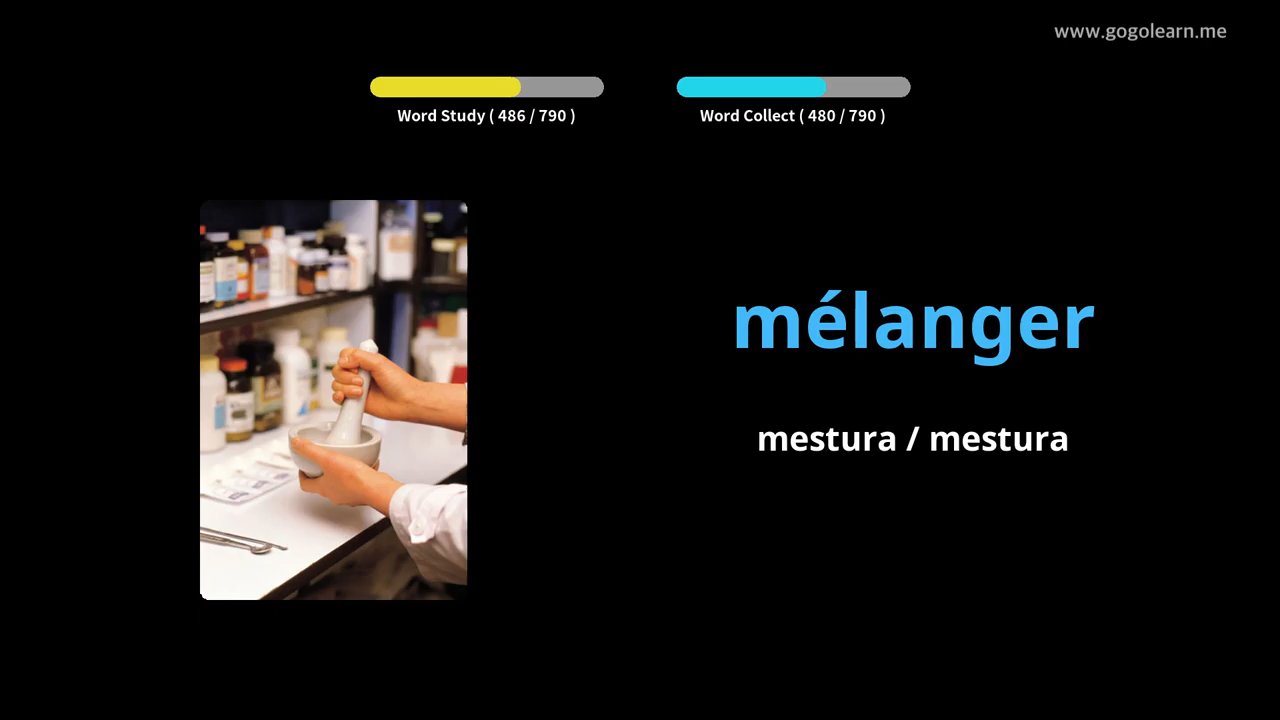 www.gogolearn.me
Word Study ( 486 / 790 )
Word Collect ( 480 / 790 )
mélanger
mestura / mestura